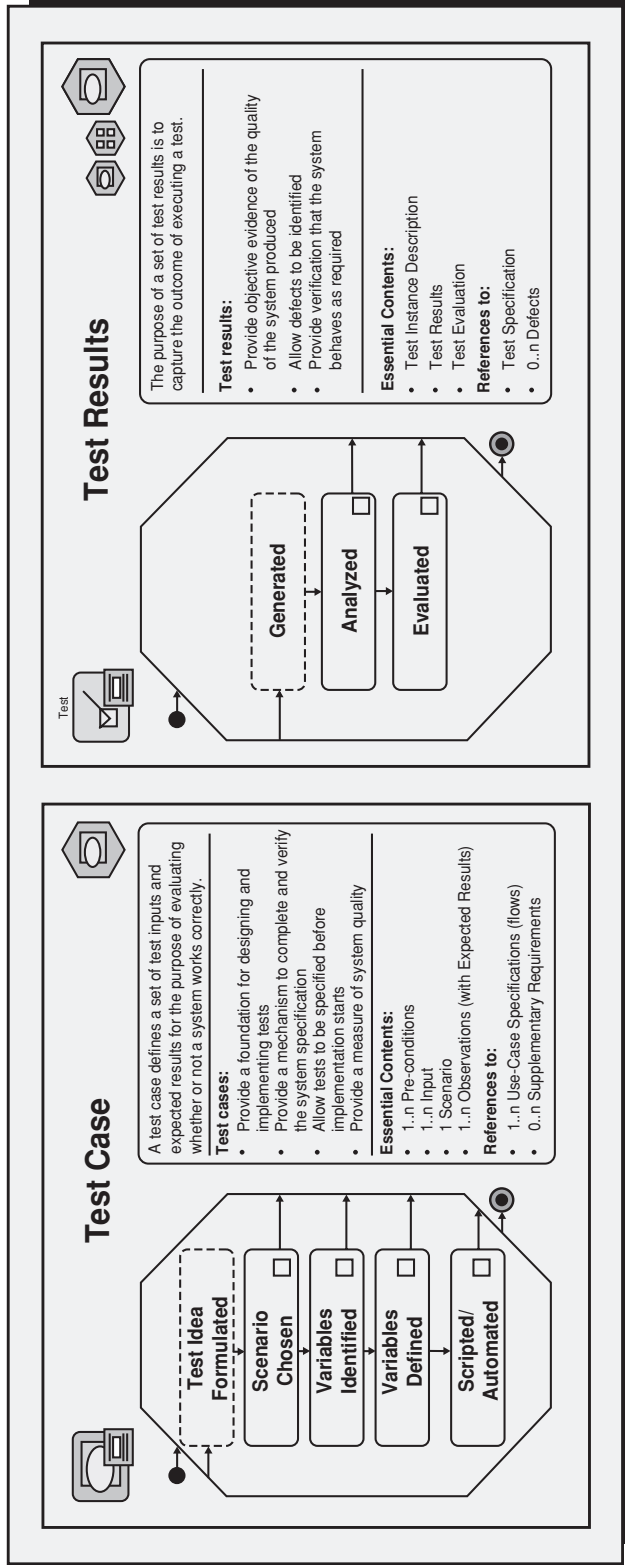 Test Case
Test Idea
Formulated
Scenario
Chosen
Variables
Identified
Variables
Defined
Scripted/
Automated
A test case defines a set of test inputs and
expected results for the purpose of evaluating
whether or not a system works correctly.
Test cases:
• Provide a foundation for designing and
implementing tests
• Provide a mechanism to complete and verify
the system specification
• Allow tests to be specified before
implementation starts
• Provide a measure of system quality
Essential Contents:
• 1..n Pre-conditions
• 1..n Input
• 1 Scenario
• 1..n Observations (with Expected Results)
References to:
• 1..n Use-Case Specifications (flows)
• 0..n Supplementary Requirements
Test
Test Results
Generated
Analyzed
Evaluated
The purpose of a set of test results is to
capture the outcome of executing a test.
Test results:
• Provide objective evidence of the quality
of the system produced
• Allow defects to be identified
• Provide verification that the system
behaves as required
Essential Contents:
• Test Instance Description
• Test Results
• Test Evaluation
References to:
• Test Specification
• 0..n Defects